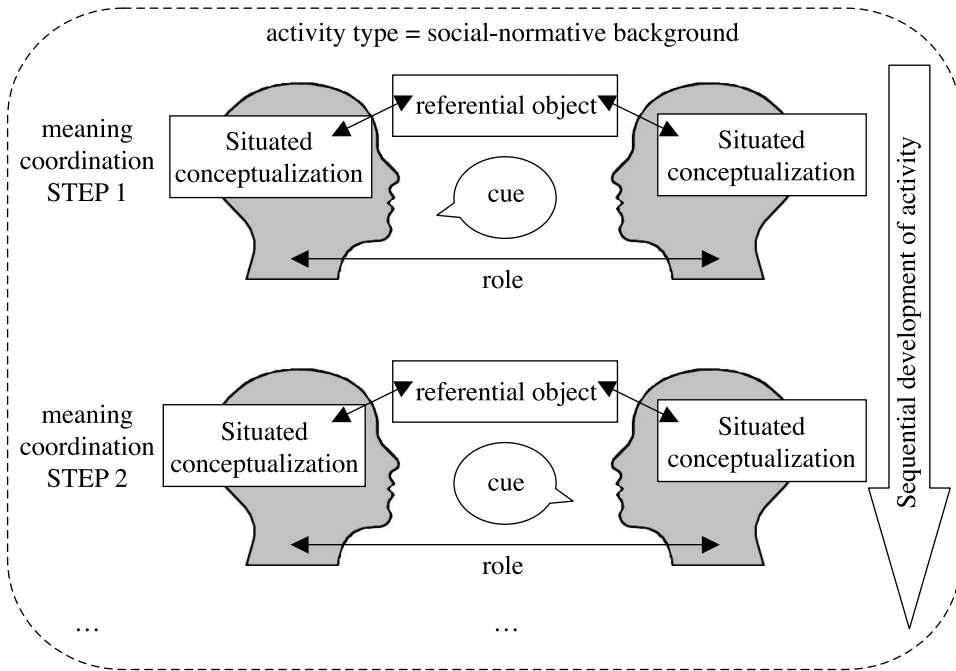 activity type = social-normative background
meaning
coordination
STEP 1
Situated
conceptualization
referential object
Situated
conceptualization
cue
role
meaning
coordination
STEP 2
Situated
conceptualization
referential object
Situated
conceptualization
cue
role
Sequential development of activity
...
...